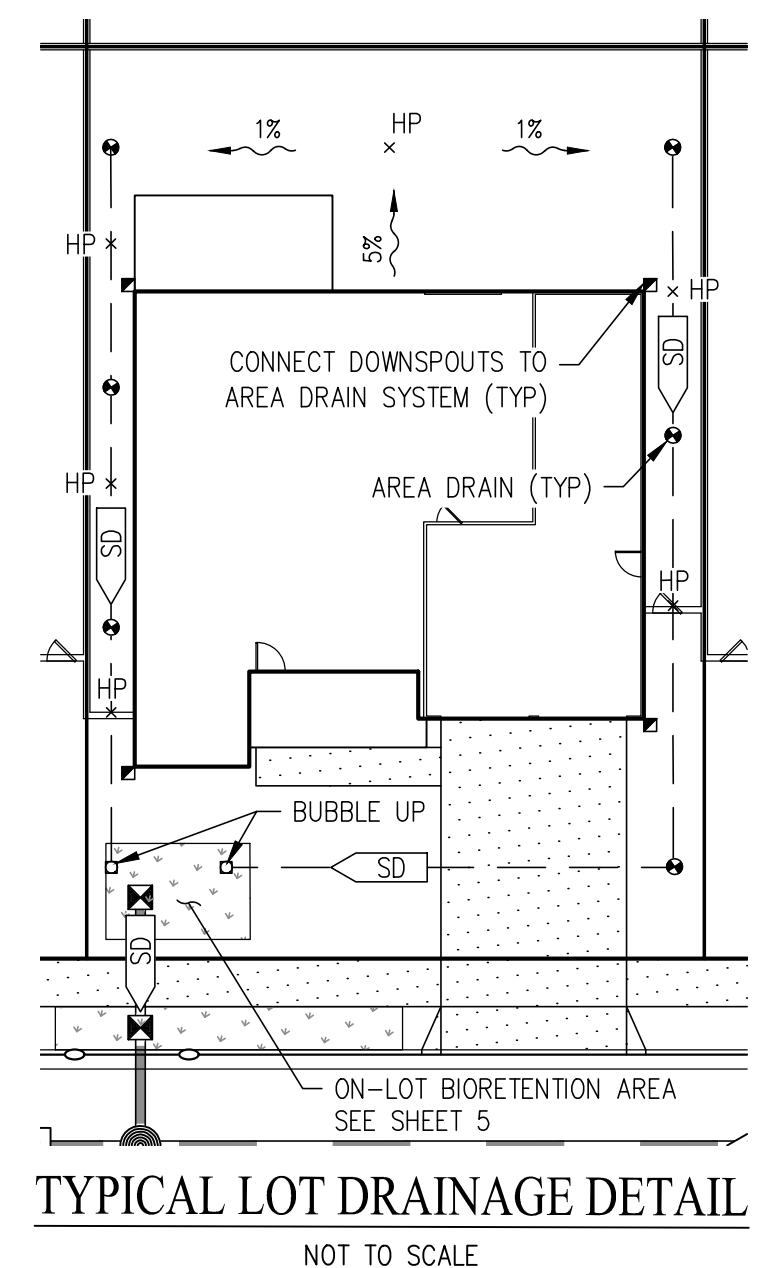 HP
1%
1%
5%
HP
HP
SD
CONNECT DOWNSPOUTS TO
AREA DRAIN SYSTEM (TYP)
HP
AREA DRAIN (TYP)
SD
HP
HP
BUBBLE UP
SD
SD
ON-LOT BIORETENTION AREA
SEE SHEET 5
TYPICAL LOT DRAINAGE DETAIL
NOT TO SCALE